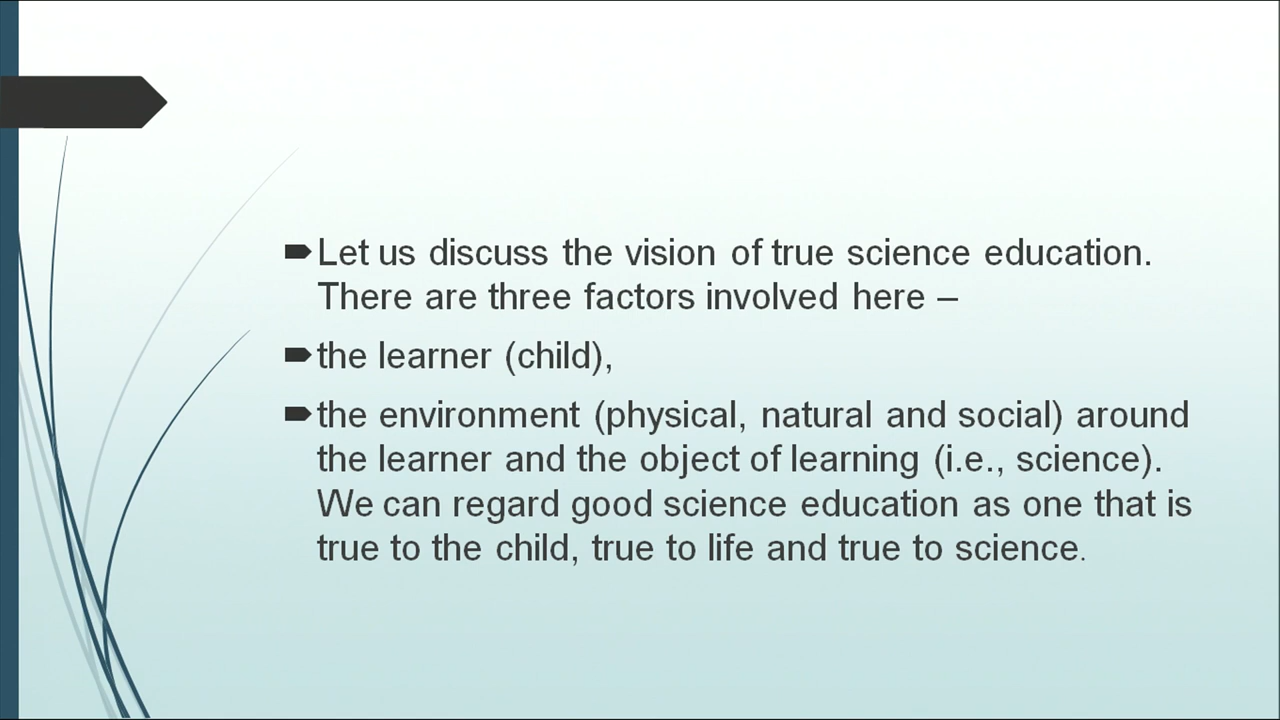 Let us discuss the vision of true science education.
There are three factors involved here –
the learner (child),
the environment (physical, natural and social) around
the learner and the object of learning (i.e., science).
We can regard good science education as one that is
true to the child, true to life and true to science.